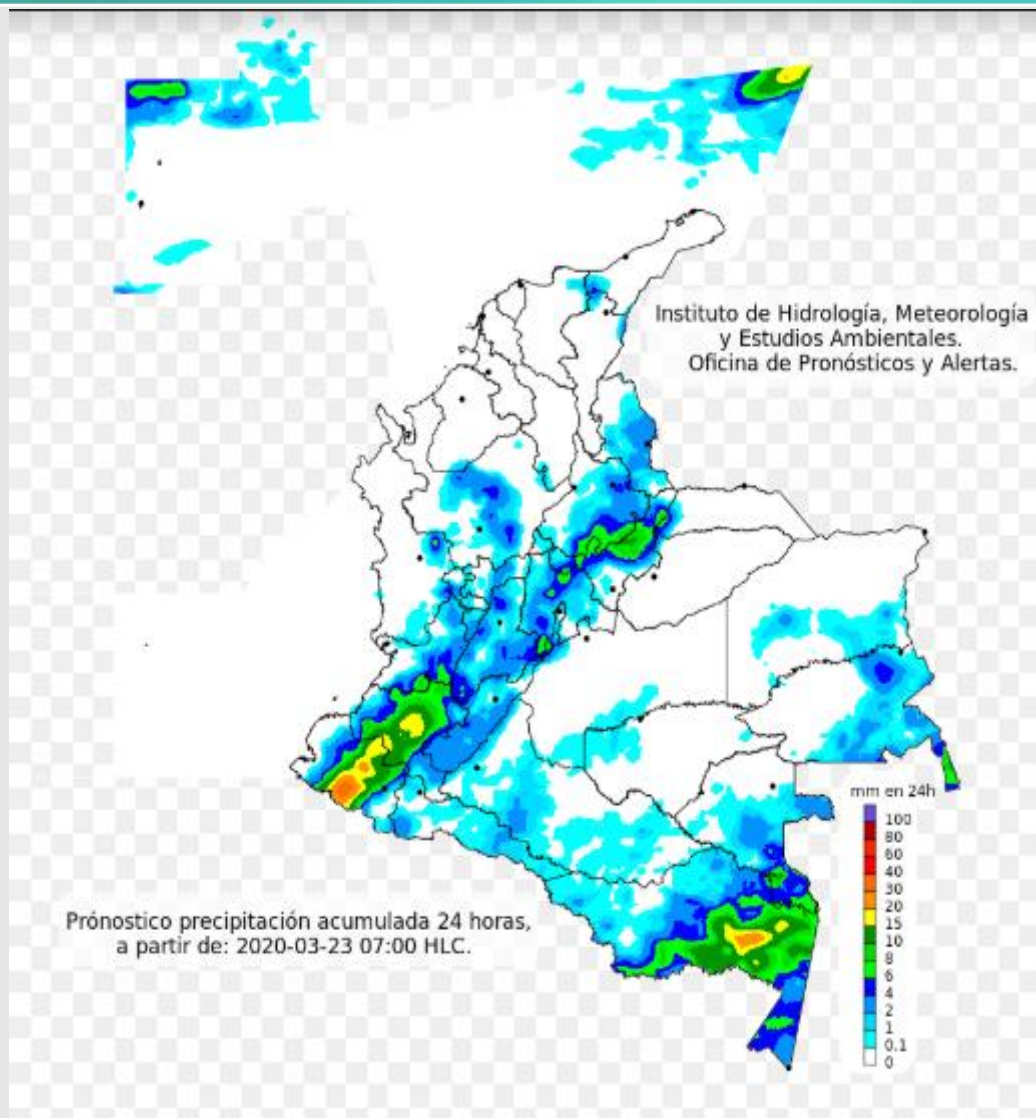 Instituto de Hidrología, Meteorología
y Estudios Ambientales.
Oficina de Pronósticos y Alertas.
mm en 24h
100
80
60
40
30
20
15
10
8
6
4
2
1
0.1
0
Prónostico precipitación acumulada 24 horas,
a partir de: 2020-03-23 07:00 HLC.